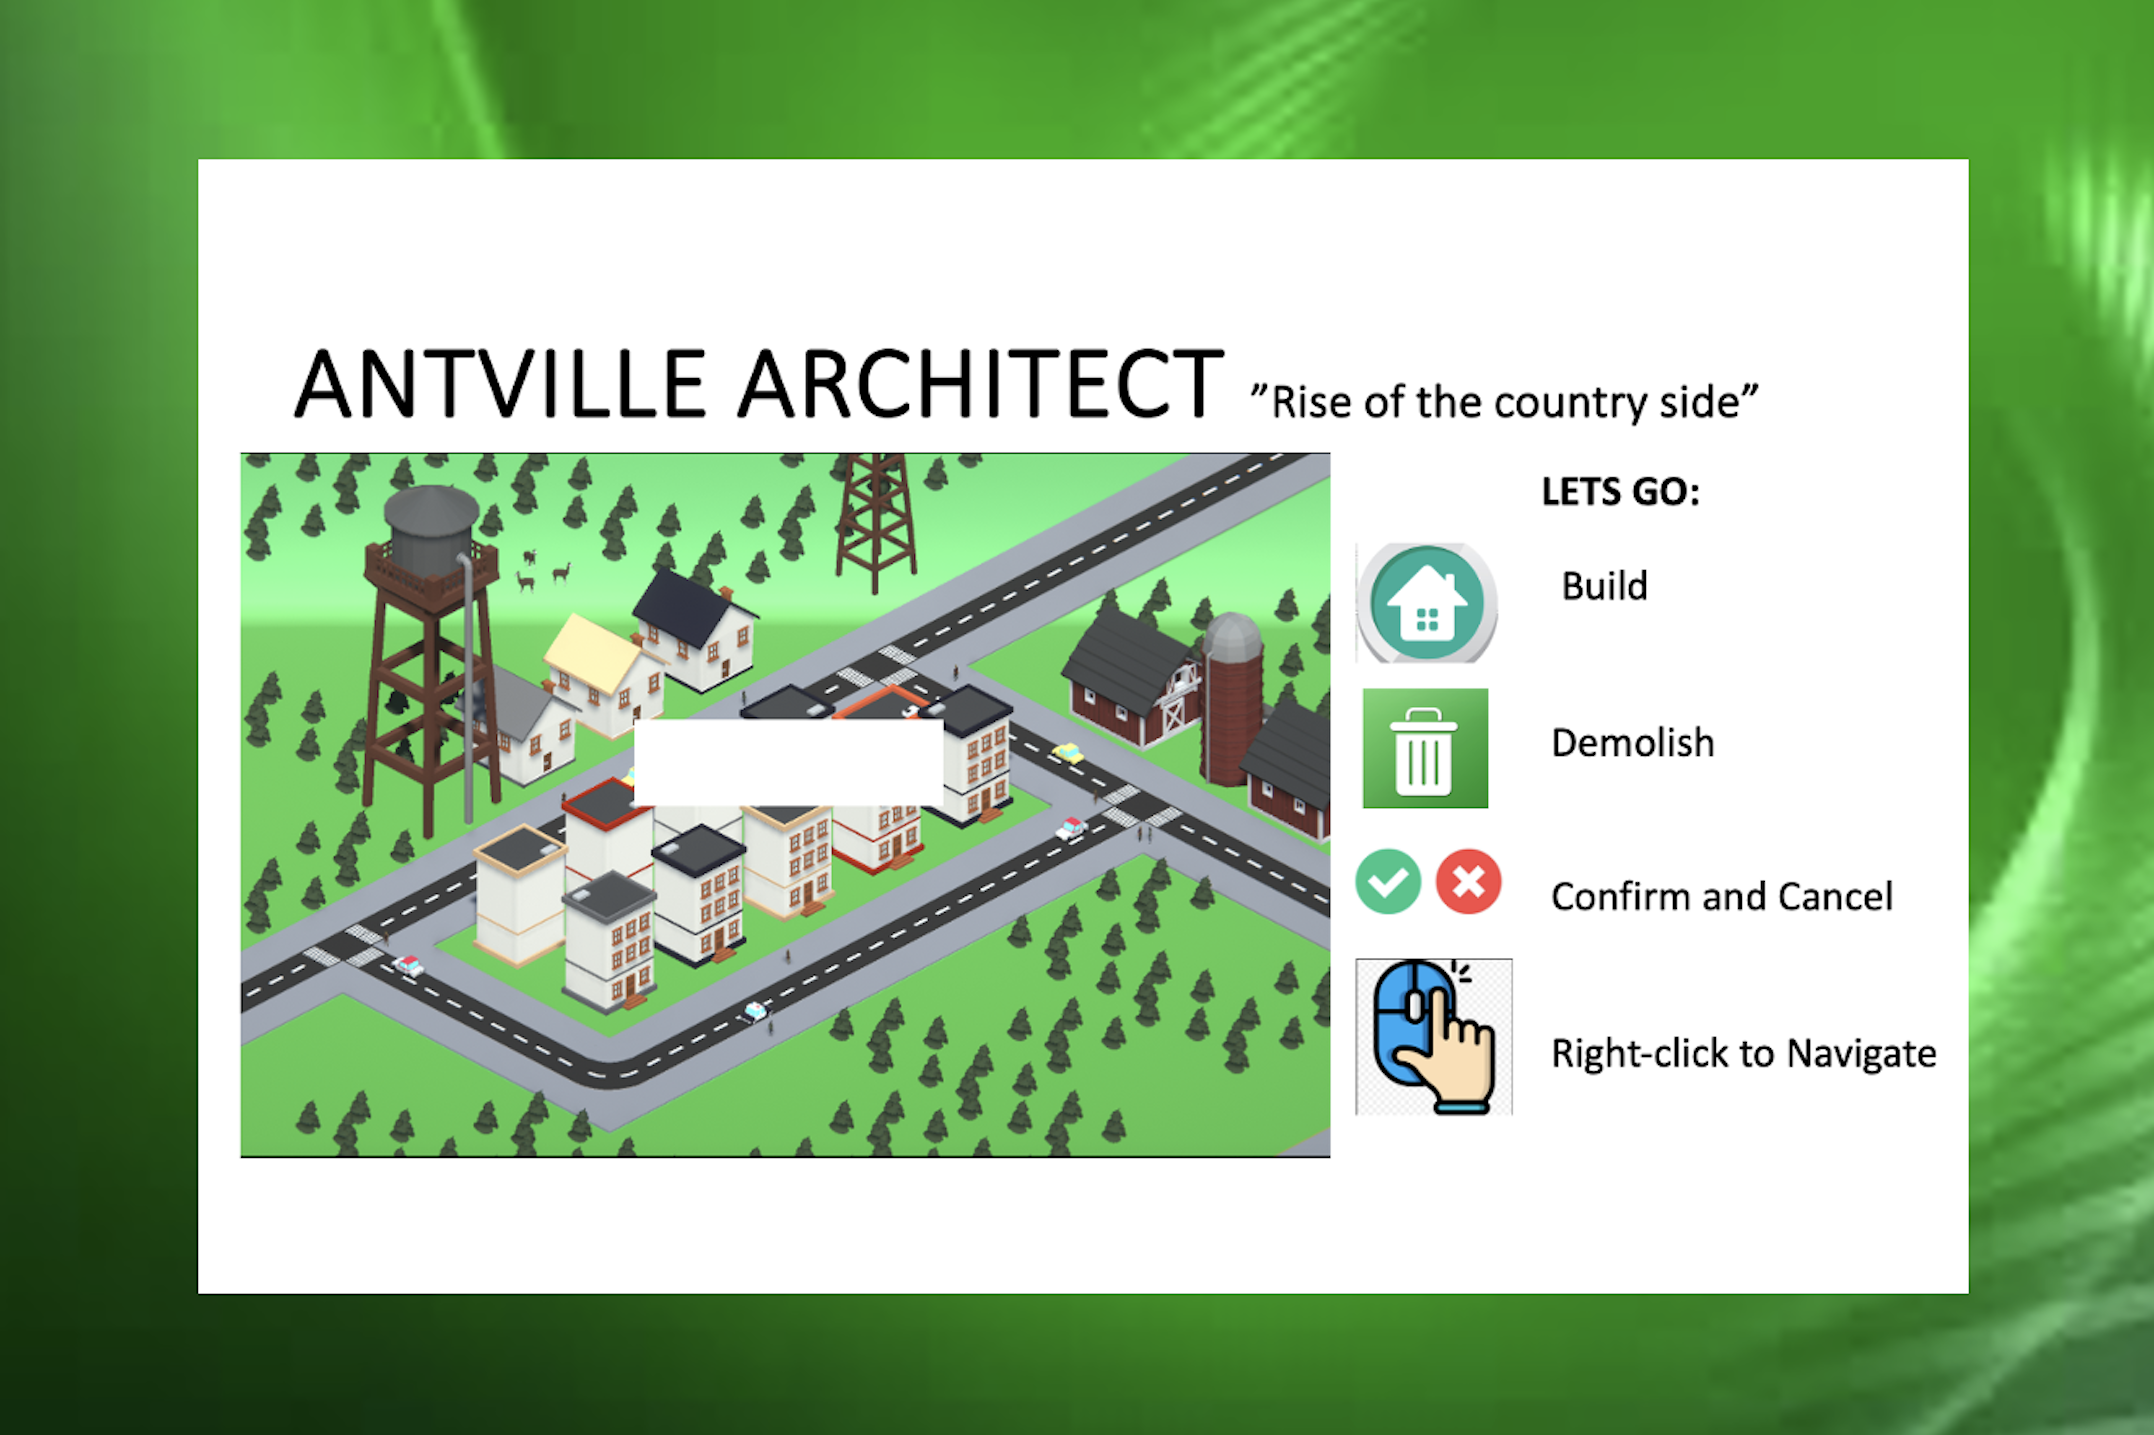 ANTVILLE ARCHITECT ”Rise of the country side”
LETS GO:
Build
Demolish
Confirm and Cancel
Right-click to Navigate